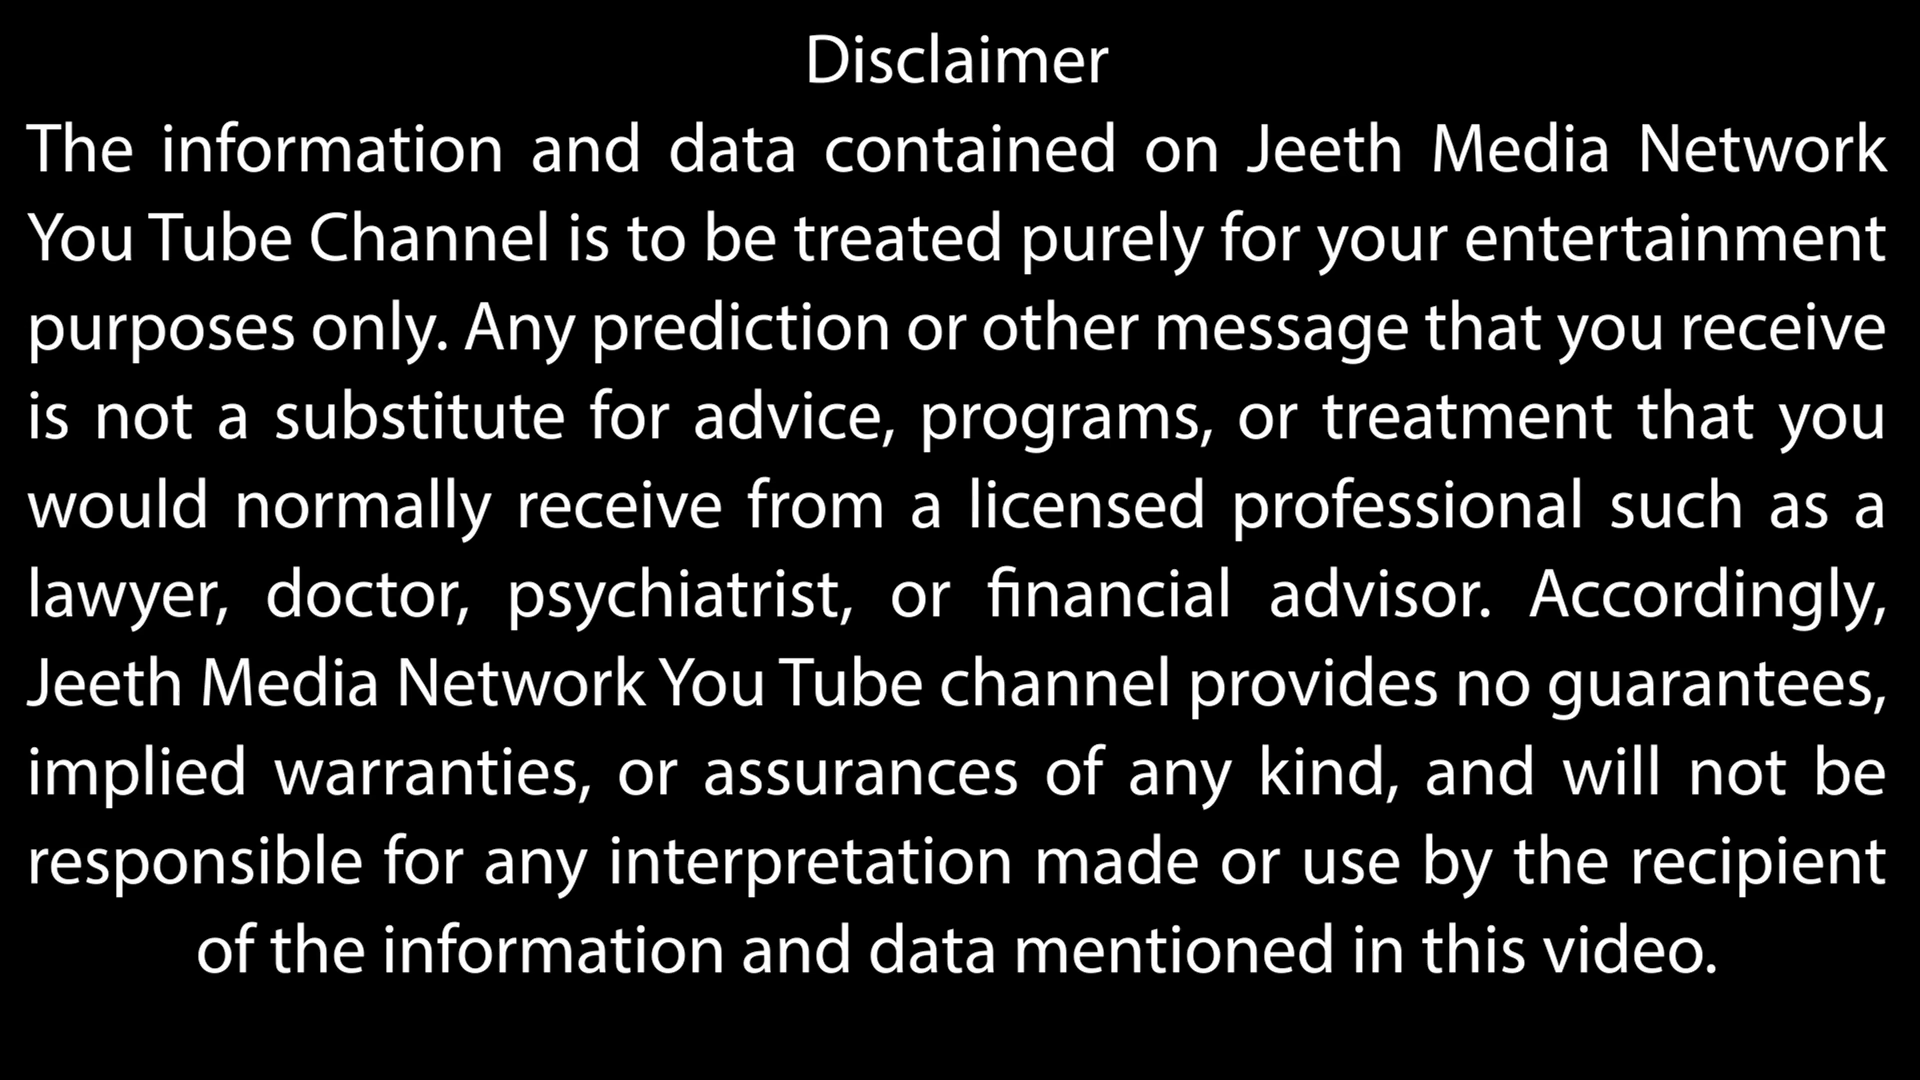 Disclaimer
The information and data contained on Jeeth Media Network
You Tube Channel is to be treated purely for your entertainment
purposes only. Any prediction or other message that you receive
is not a substitute for advice, programs, or treatment that you
would normally receive from a licensed professional such as a
lawyer, doctor, psychiatrist, or financial advisor. Accordingly,
Jeeth Media Network You Tube channel provides no guarantees,
implied warranties, or assurances of any kind, and will not be
responsible for any interpretation made or use by the recipient
of the information and data mentioned in this video.